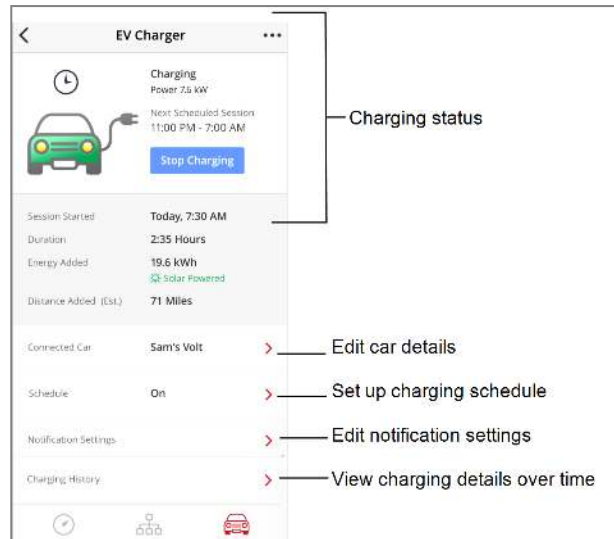 EV Charger
Charging
Power 7.6 kW
Next Scheduled Session
11:00 PM - 7:00 AM
Stop Charging
Charging status
Session Started Today, 7:30 AM
Duration 2:35 Hours
Energy Added 19.6 kWh
Solar Powered
Distance Added (Est.) 71 Miles
Connected Car Sam's Volt Edit car details
Schedule On Set up charging schedule
Notification Settings Edit notification settings
Charging History View charging details over time